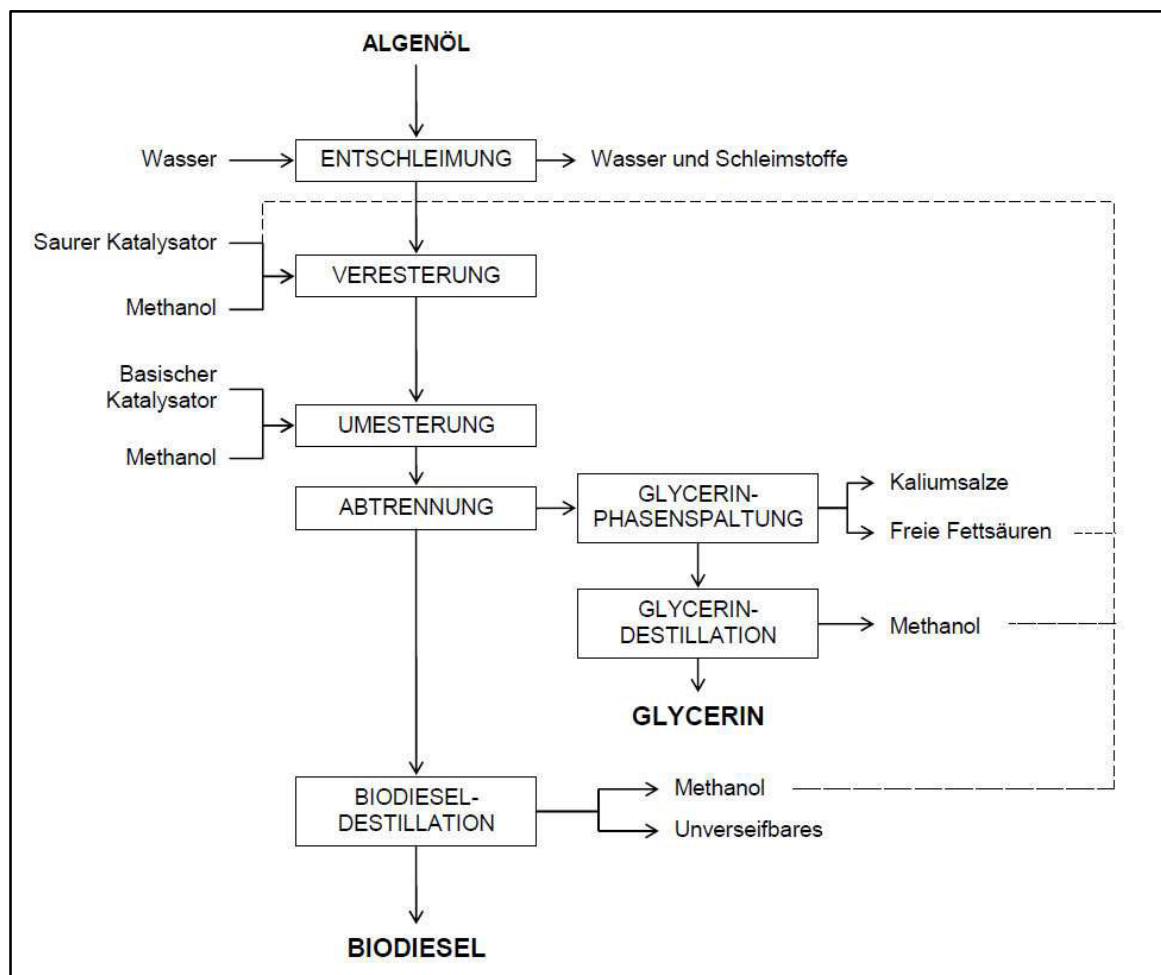 ALGENÖL
Wasser
ENTSCHLEIMUNG
Wasser und Schleimstoffe
Saurer Katalysator
VERESTERUNG
Methanol
Basischer
Katalysator
UMESTERUNG
Methanol
ABTRENNUNG
GLYCERIN-
PHASENSPALTUNG
Kaliumsalze
Freie Fettsäuren
GLYCERIN-
DESTILLATION
Methanol
GLYCERIN
BIODIESEL-
DESTILLATION
Methanol
Unverseifbares
BIODIESEL